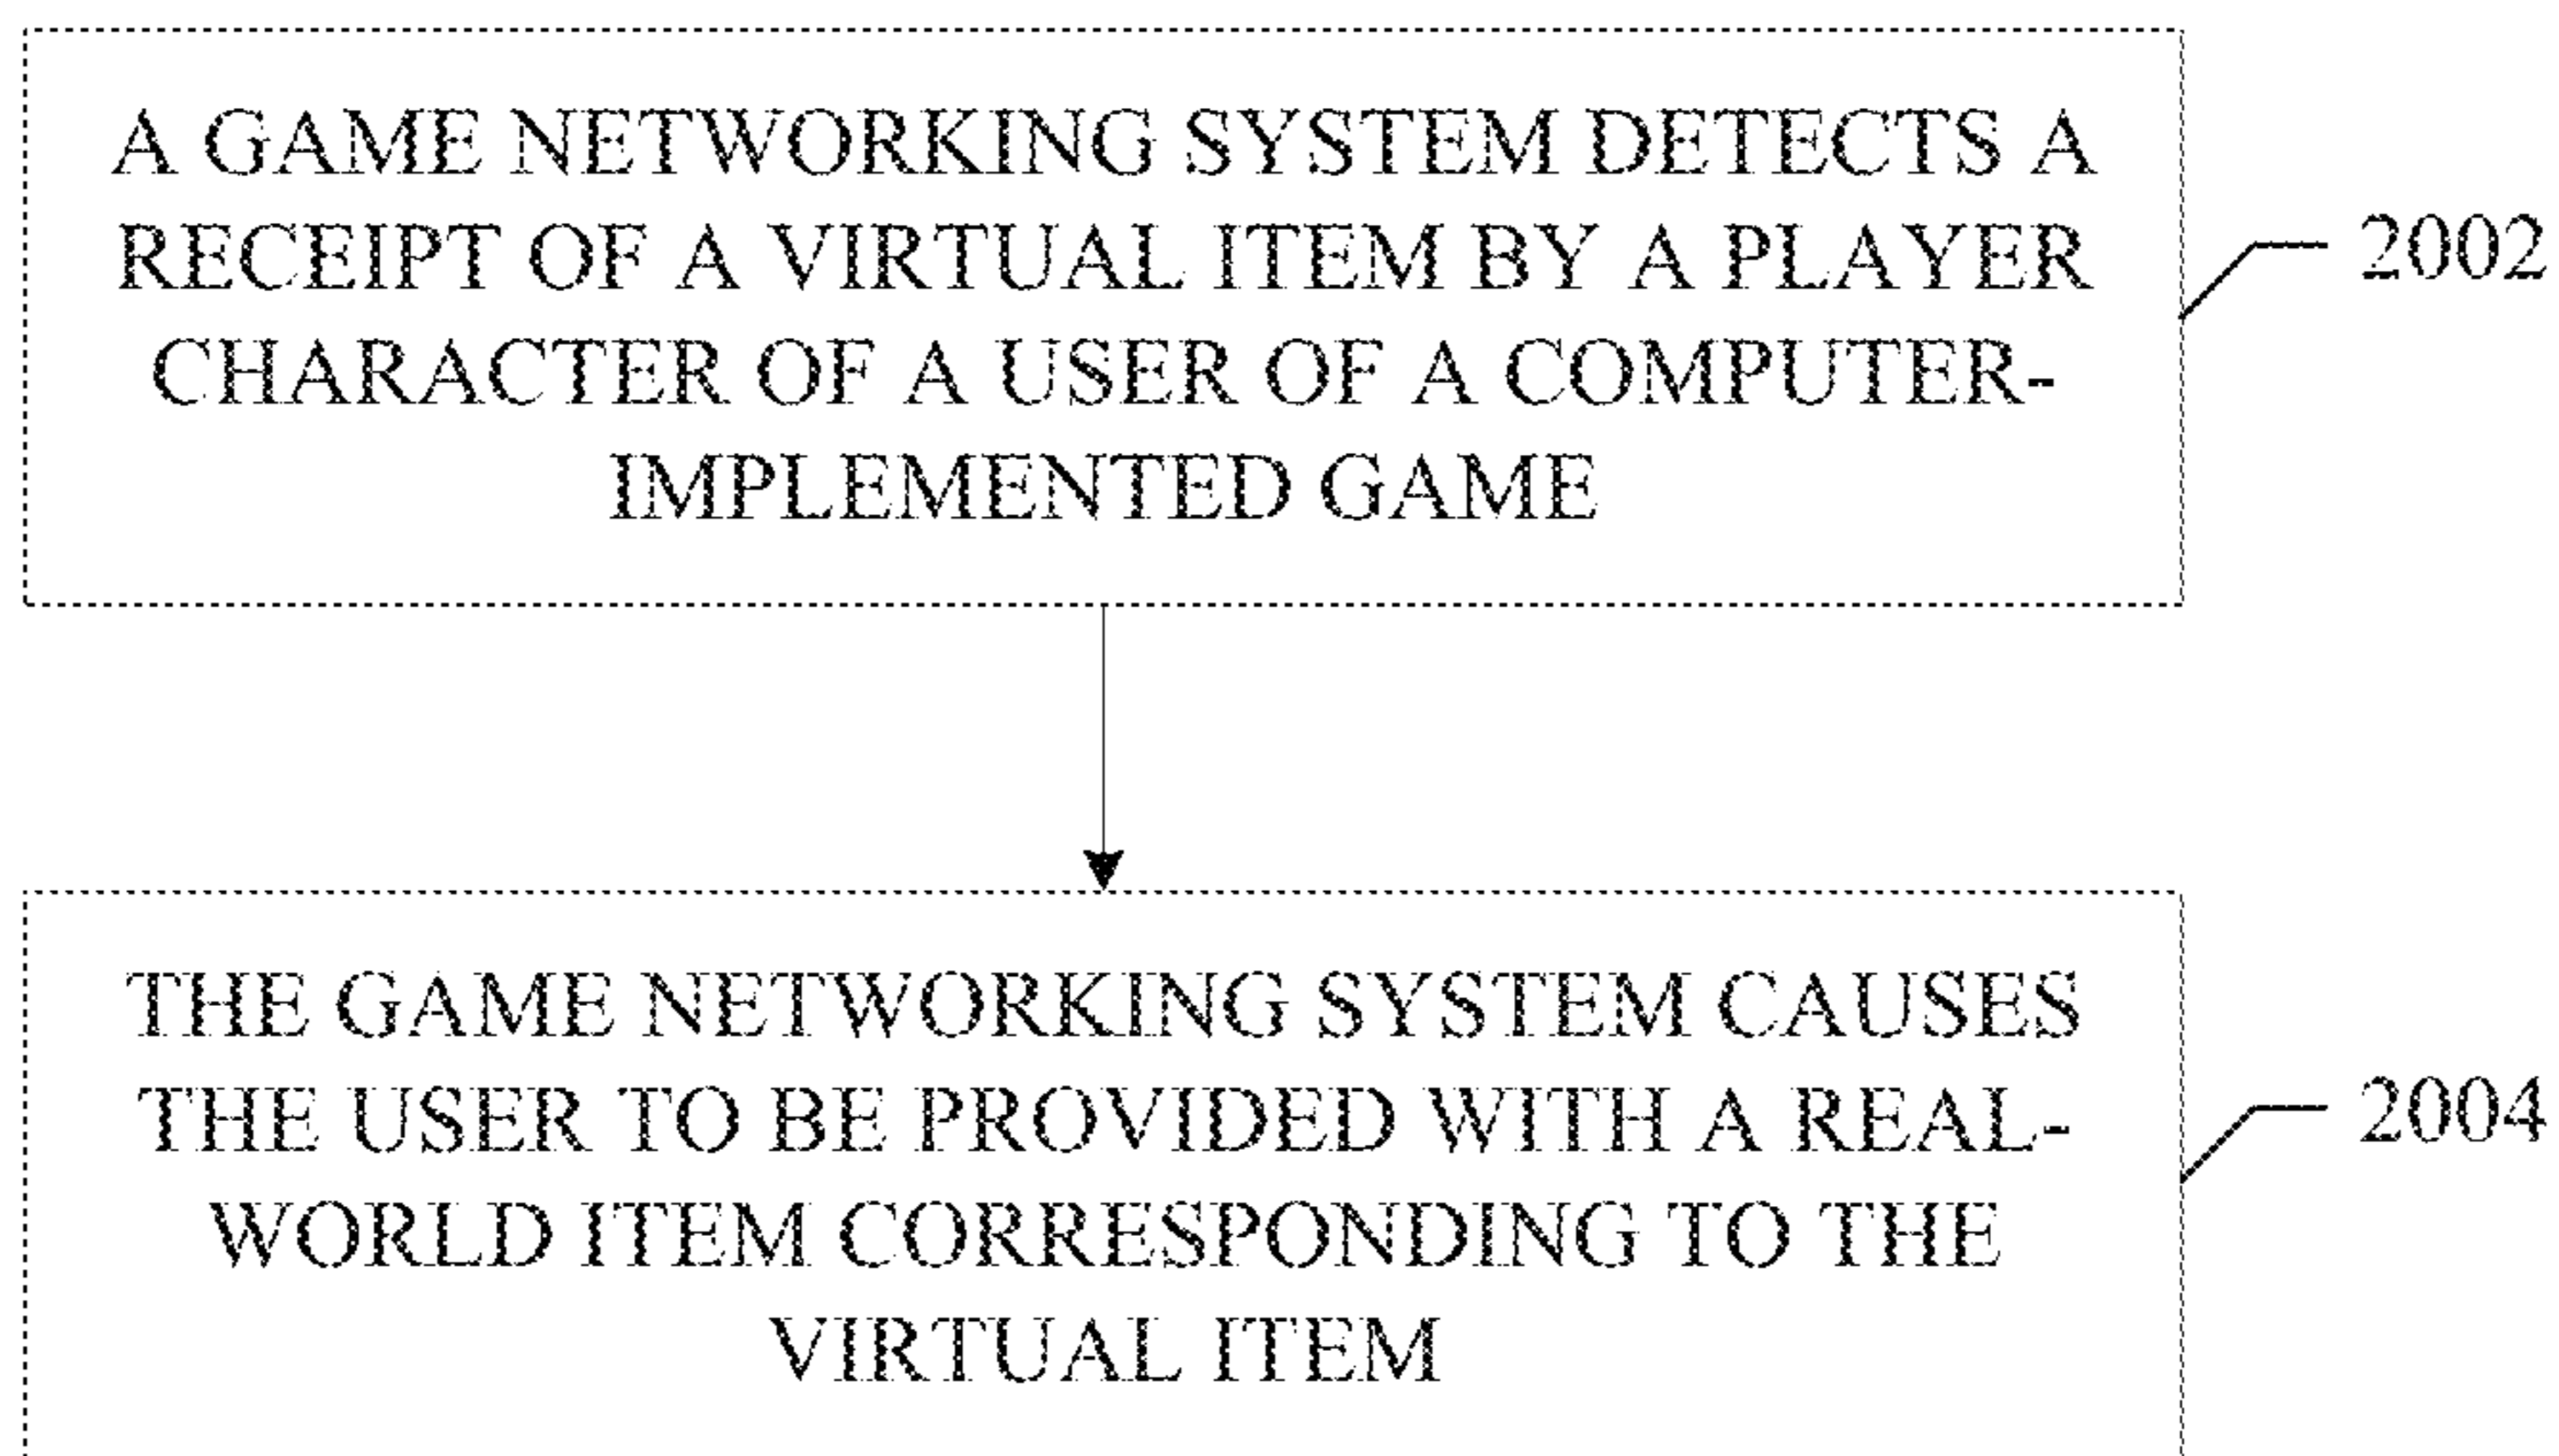 A GAME NETWORKING SYSTEM DETECTS A
RECEIPT OF A VIRTUAL ITEM BY A PLAYER
CHARACTER OF A USER OF A COMPUTER-
IMPLEMENTED GAME
2002
THE GAME NETWORKING SYSTEM CAUSES
THE USER TO BE PROVIDED WITH A REAL-
WORLD ITEM CORRESPONDING TO THE
VIRTUAL ITEM
2004